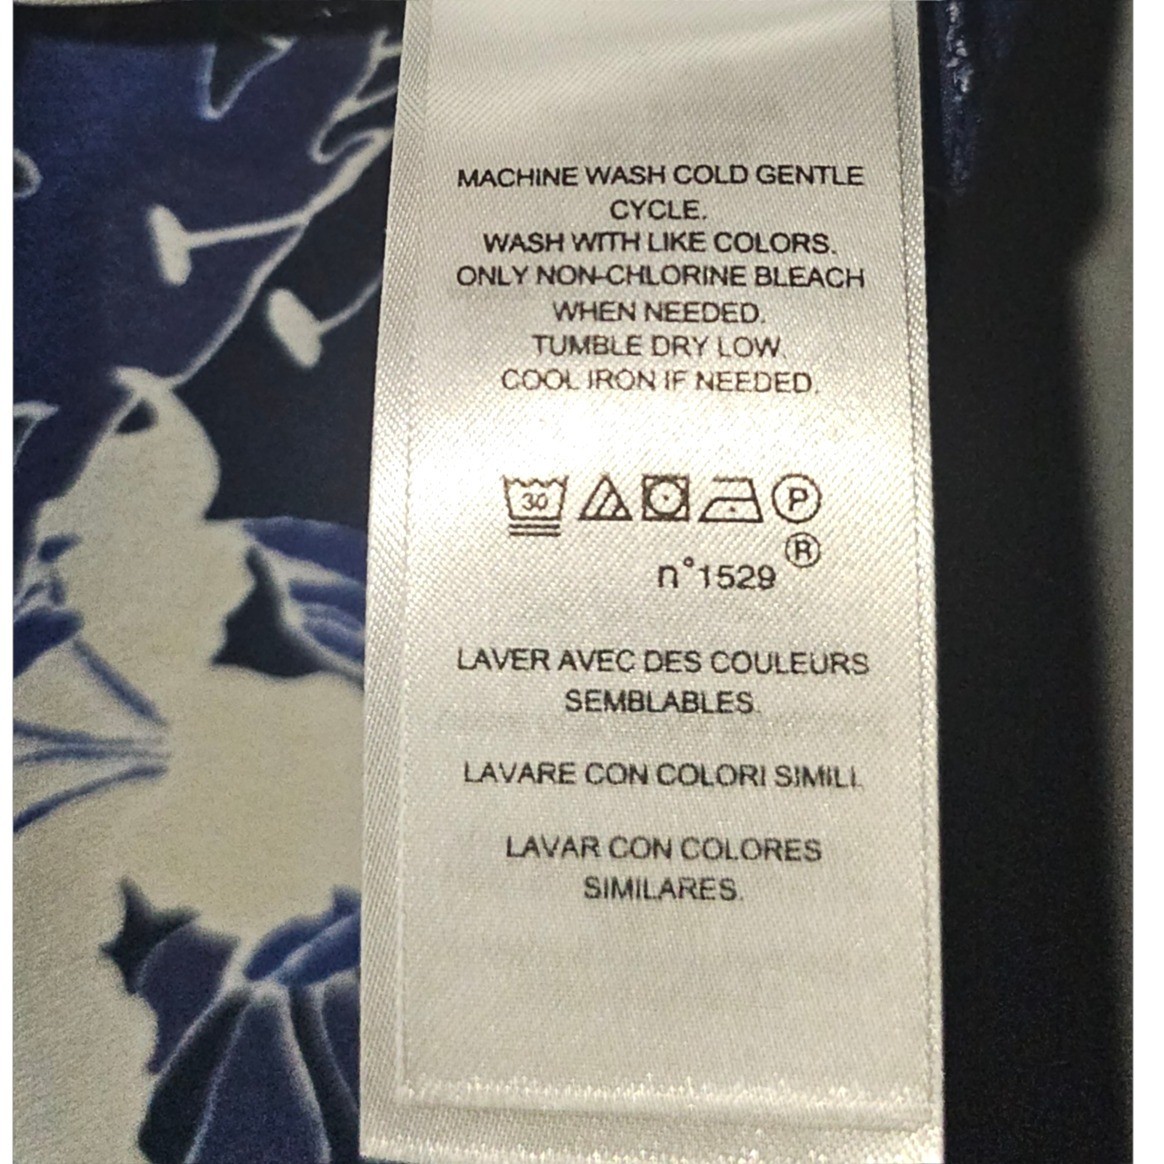 MACHINE WASH COLD GENTLE
CYCLE.
WASH WITH LIKE COLORS.
ONLY NON-CHLORINE BLEACH
WHEN NEEDED.
TUMBLE DRY LOW.
COOL IRON IF NEEDED.
30 P
®
n°1529
LAVER AVEC DES COULEURS
SEMBLABLES.
LAVARE CON COLORI SIMILI.
LAVAR CON COLORES
SIMILARES.